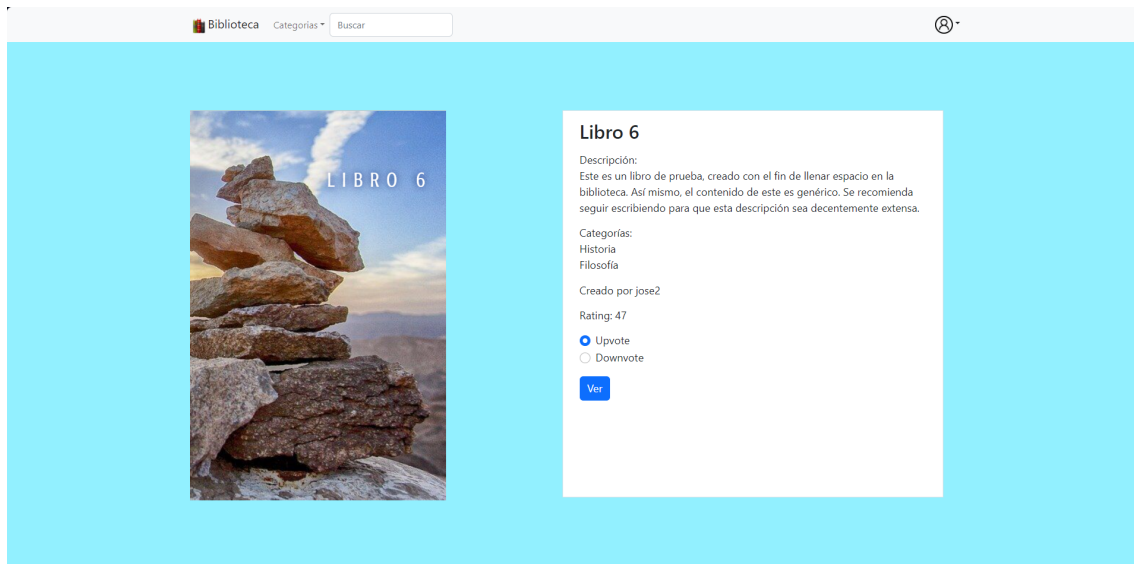 Biblioteca
Categorías
Buscar
LIBRO 6
Libro 6
Descripción:
Este es un libro de prueba, creado con el fin de llenar espacio en la
biblioteca. Así mismo, el contenido de este es genérico. Se recomienda
seguir escribiendo para que esta descripción sea decentemente extensa.
Categorías:
Historia
Filosofía
Creado por jose2
Rating: 47
Upvote
Downvote
Ver